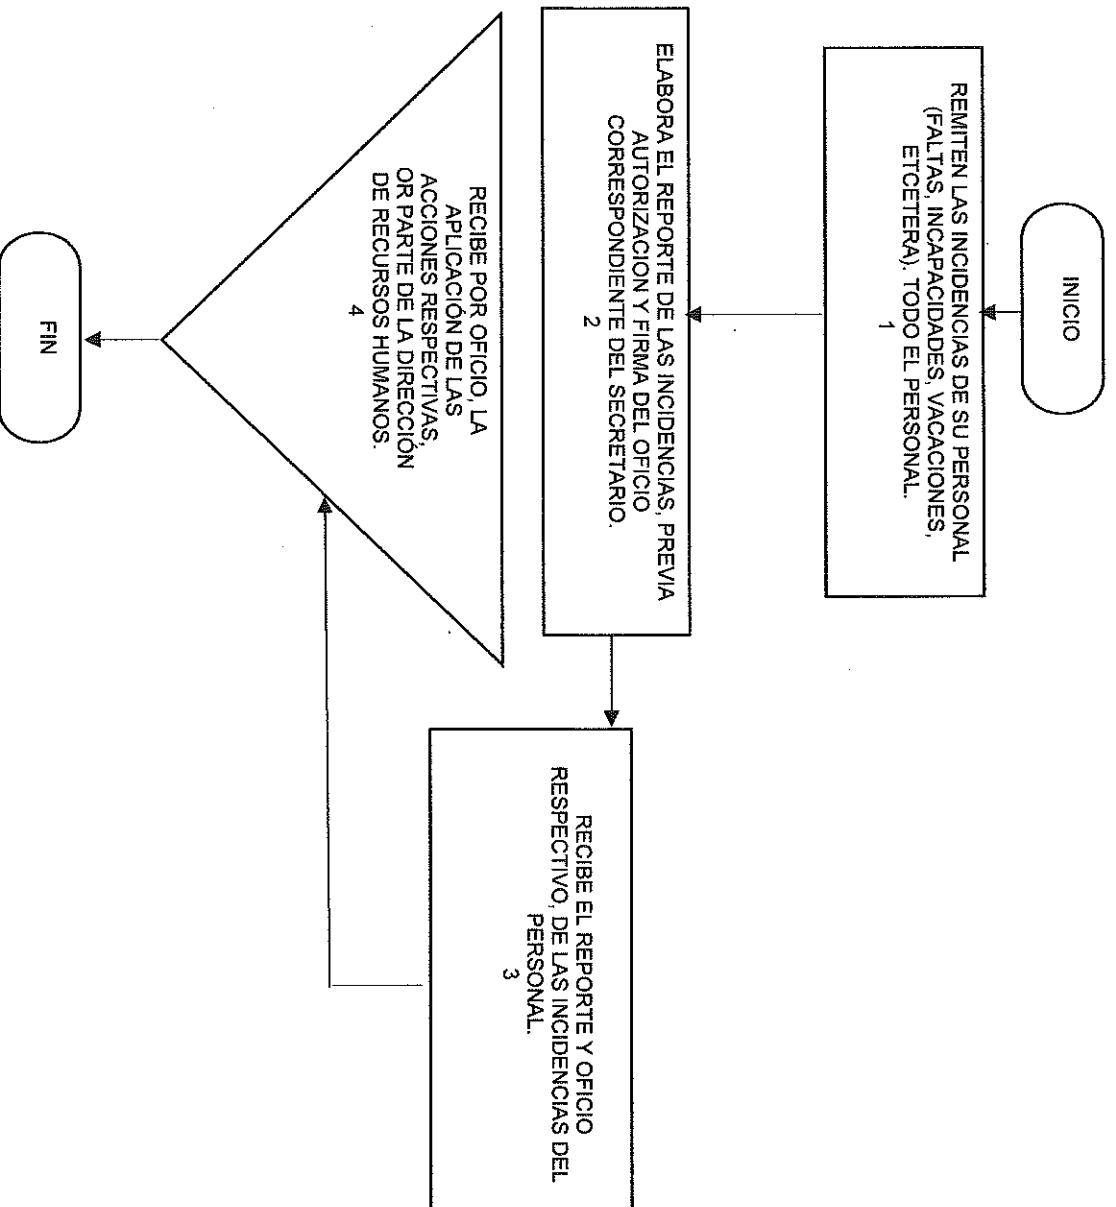 INICIO
REMITEN LAS INCIDENCIAS DE SU PERSONAL
(FALTAS, INCAPACIDADES, VACACIONES,
ETCETERA). TODO EL PERSONAL.
1
ELABORA EL REPORTE DE LAS INCIDENCIAS, PREVIA
AUTORIZACION Y FIRMA DEL OFICIO
CORRESPONDIENTE DEL SECRETARIO.
2
RECIBE EL REPORTE Y OFICIO
RESPECTIVO, DE LAS INCIDENCIAS DEL
PERSONAL.
3
RECIBE POR OFICIO, LA
APLICACIÓN DE LAS
ACCIONES RESPECTIVAS,
OR PARTE DE LA DIRECCIÓN
DE RECURSOS HUMANOS.
4
FIN